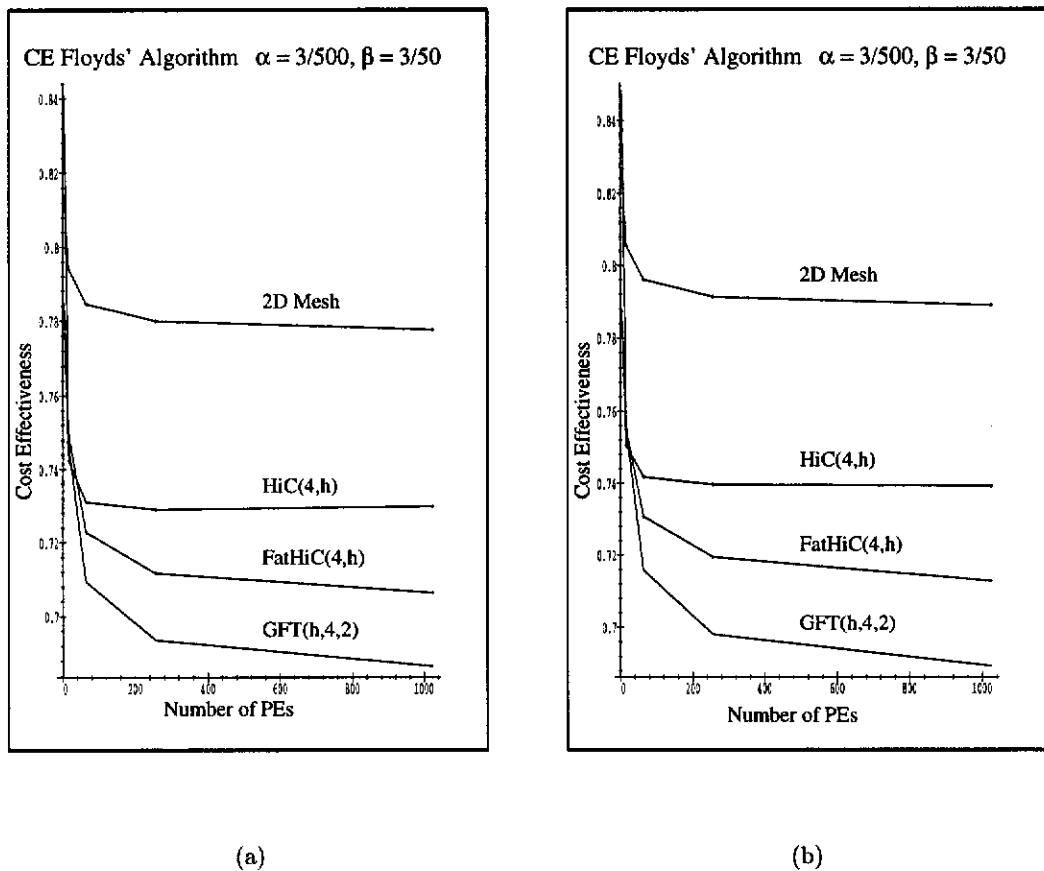 CE Floyds' Algorithm α = 3/500, β = 3/50
0.84
0.82
0.8
0.78
0.76
0.74
0.72
0.7
Cost Effectiveness
2D Mesh
HiC(4,h)
FatHiC(4,h)
GFT(h,4,2)
0 200 400 600 800 1000
Number of PEs
(a)
CE Floyds' Algorithm α = 3/500, β = 3/50
0.84
0.82
0.8
0.78
0.76
0.74
0.72
0.7
Cost Effectiveness
2D Mesh
HiC(4,h)
FatHiC(4,h)
GFT(h,4,2)
0 200 400 600 800 1000
Number of PEs
(b)